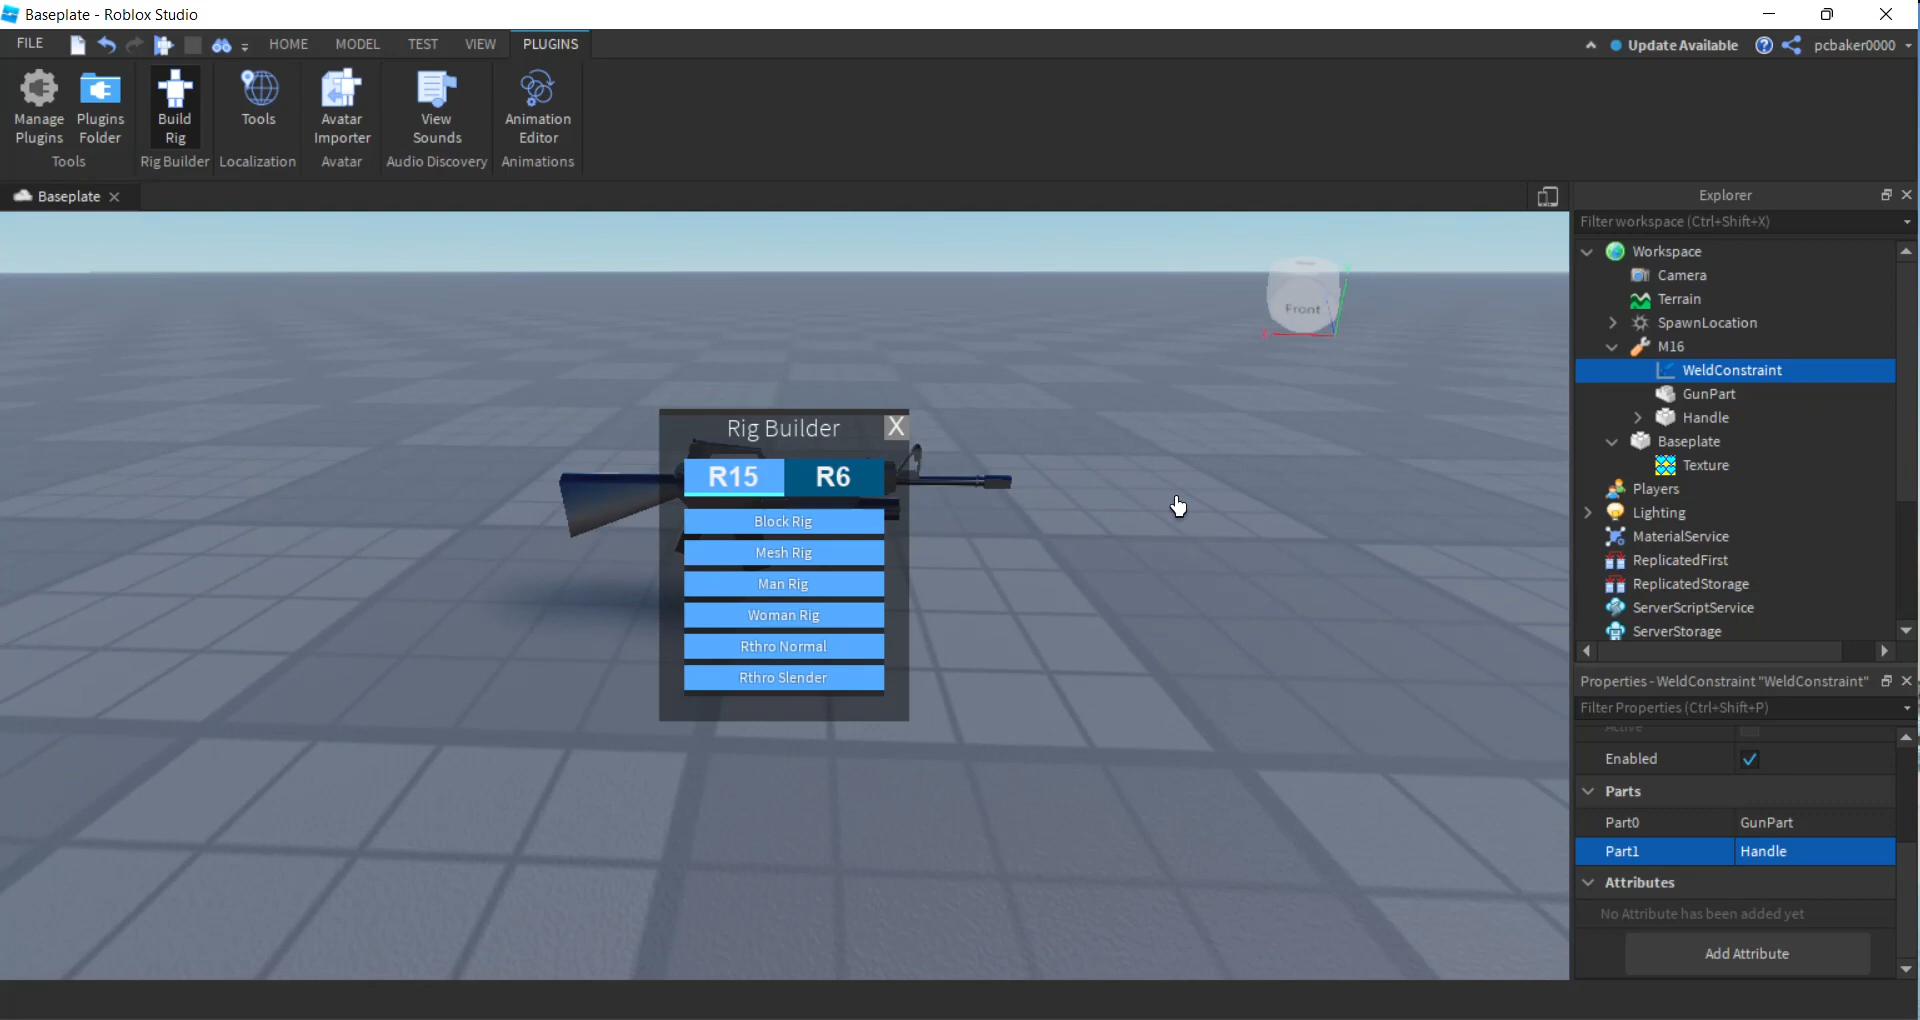 Baseplate - Roblox Studio
FILE HOME MODEL TEST VIEW PLUGINS Update Available pcbaker0000
Manage Plugins
Plugins Folder
Tools
Build Rig
Rig Builder
Tools
Localization
Avatar Importer
Avatar
View Sounds
Audio Discovery
Animation Editor
Animations
Baseplate
Front
Rig Builder X
R15 R6
Block Rig
Mesh Rig
Man Rig
Woman Rig
Rthro Normal
Rthro Slender
Explorer
Filter workspace (Ctrl+Shift+X)
Workspace
Camera
Terrain
SpawnLocation
M16
WeldConstraint
GunPart
Handle
Baseplate
Texture
Players
Lighting
MaterialService
ReplicatedFirst
ReplicatedStorage
ServerScriptService
ServerStorage
Properties - WeldConstraint "WeldConstraint"
Filter Properties (Ctrl+Shift+P)
Active
Enabled
Parts
Part0 GunPart
Part1 Handle
Attributes
No Attribute has been added yet
Add Attribute